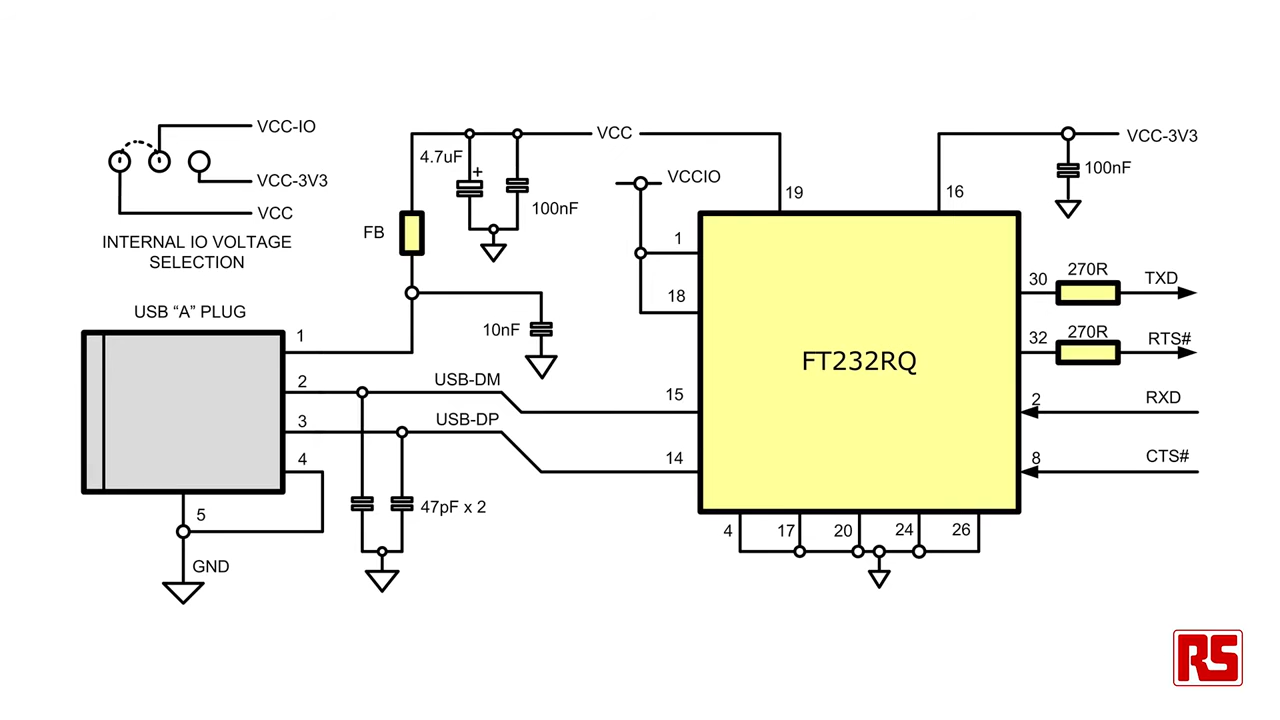 VCC-IO
VCC-3V3
VCC
INTERNAL IO VOLTAGE
SELECTION
USB “A” PLUG
1
2
3
4
5
GND
FB
4.7uF
+
100nF
VCC
10nF
USB-DM
USB-DP
47pF x 2
VCCIO
19
16
1
18
15
14
FT232RQ
4
17
20
24
26
VCC-3V3
100nF
30
270R
TXD
32
270R
RTS#
2
RXD
8
CTS#
RS